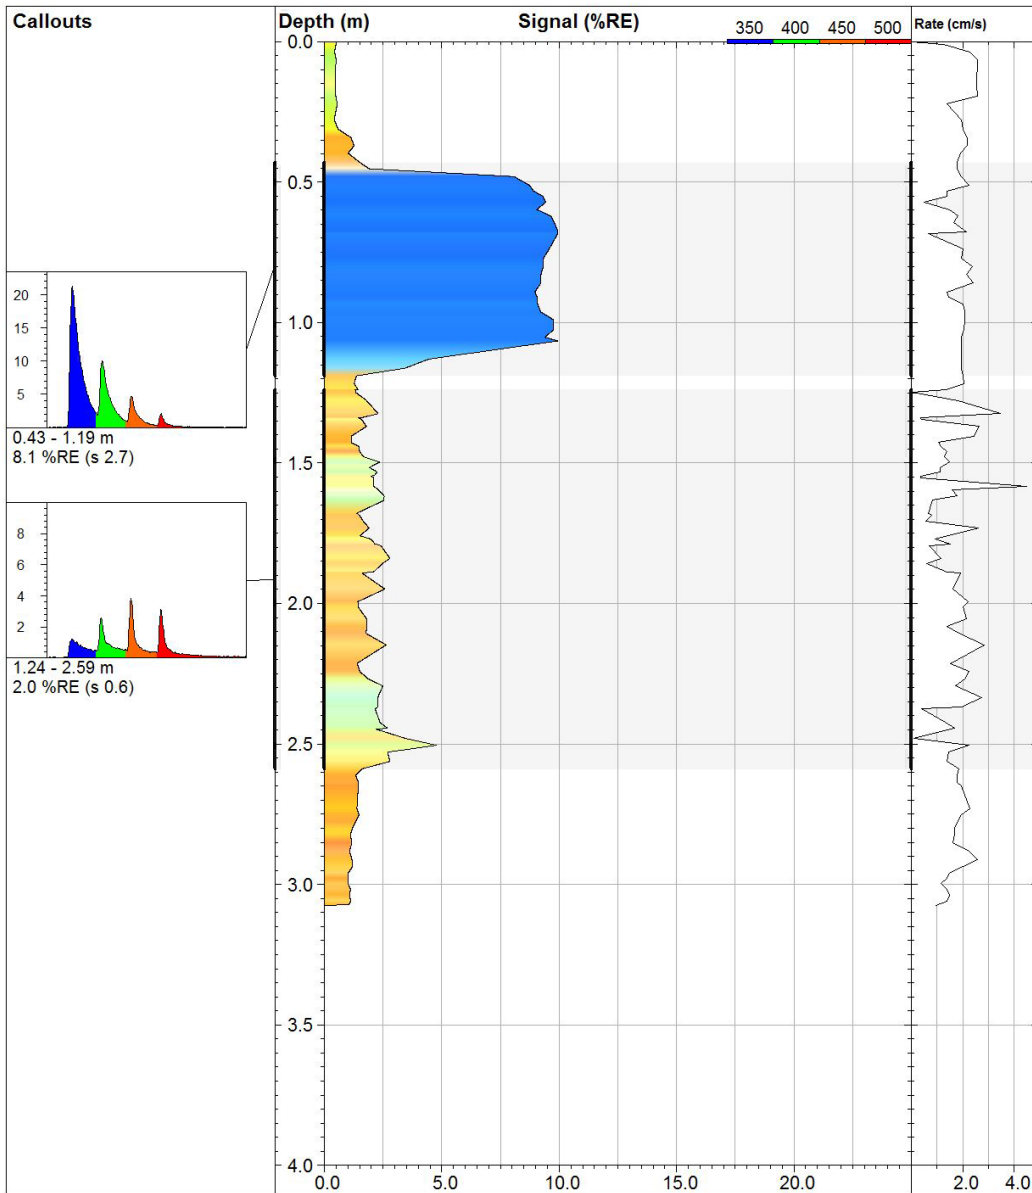 Callouts
Depth (m)
Signal (%RE)
350 400 450 500
Rate (cm/s)
0.0
0.5
1.0
1.5
2.0
2.5
3.0
3.5
4.0
20
15
10
5
0.43 - 1.19 m
8.1 %RE (s 2.7)
8
6
4
2
1.24 - 2.59 m
2.0 %RE (s 0.6)
0.0 5.0 10.0 15.0 20.0
2.0 4.0